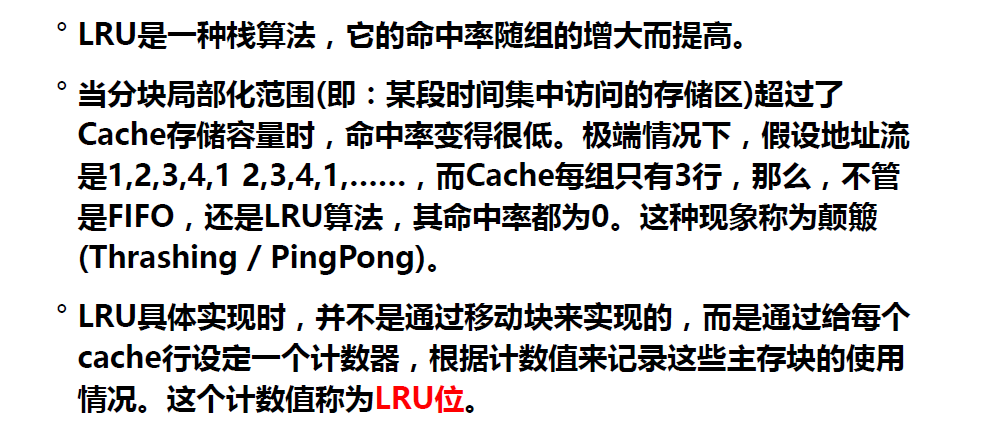 ° LRU是一种栈算法，它的命中率随组的增大而提高。
° 当分块局部化范围(即：某段时间集中访问的存储区)超过了
Cache存储容量时，命中率变得很低。极端情况下，假设地址流
是1,2,3,4,1 2,3,4,1,……，而Cache每组只有3行，那么，不管
是FIFO，还是LRU算法，其命中率都为0。这种现象称为颠簸
(Thrashing / PingPong)。
° LRU具体实现时，并不是通过移动块来实现的，而是通过给每个
cache行设定一个计数器，根据计数值来记录这些主存块的使用
情况。这个计数值称为LRU位。